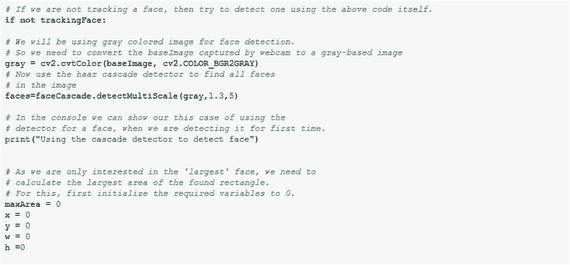 # If we are not tracking a face, then try to detect one using the above code itself.
if not trackingFace:
# We will be using gray colored image for face detection.
# So we need to convert the baseImage captured by webcam to a gray-based image
gray = cv2.cvtColor(baseImage, cv2.COLOR_BGR2GRAY)
# Now use the haar cascade detector to find all faces
# in the image
faces=faceCascade.detectMultiScale(gray,1.3,5)
# In the console we can show our this case of using the
# detector for a face, when we are detecting it for first time.
print("Using the cascade detector to detect face")
# As we are only interested in the 'largest' face, we need to
# calculate the largest area of the found rectangle.
# For this, first initialize the required variables to 0.
maxArea = 0
x = 0
y = 0
w = 0
h =0